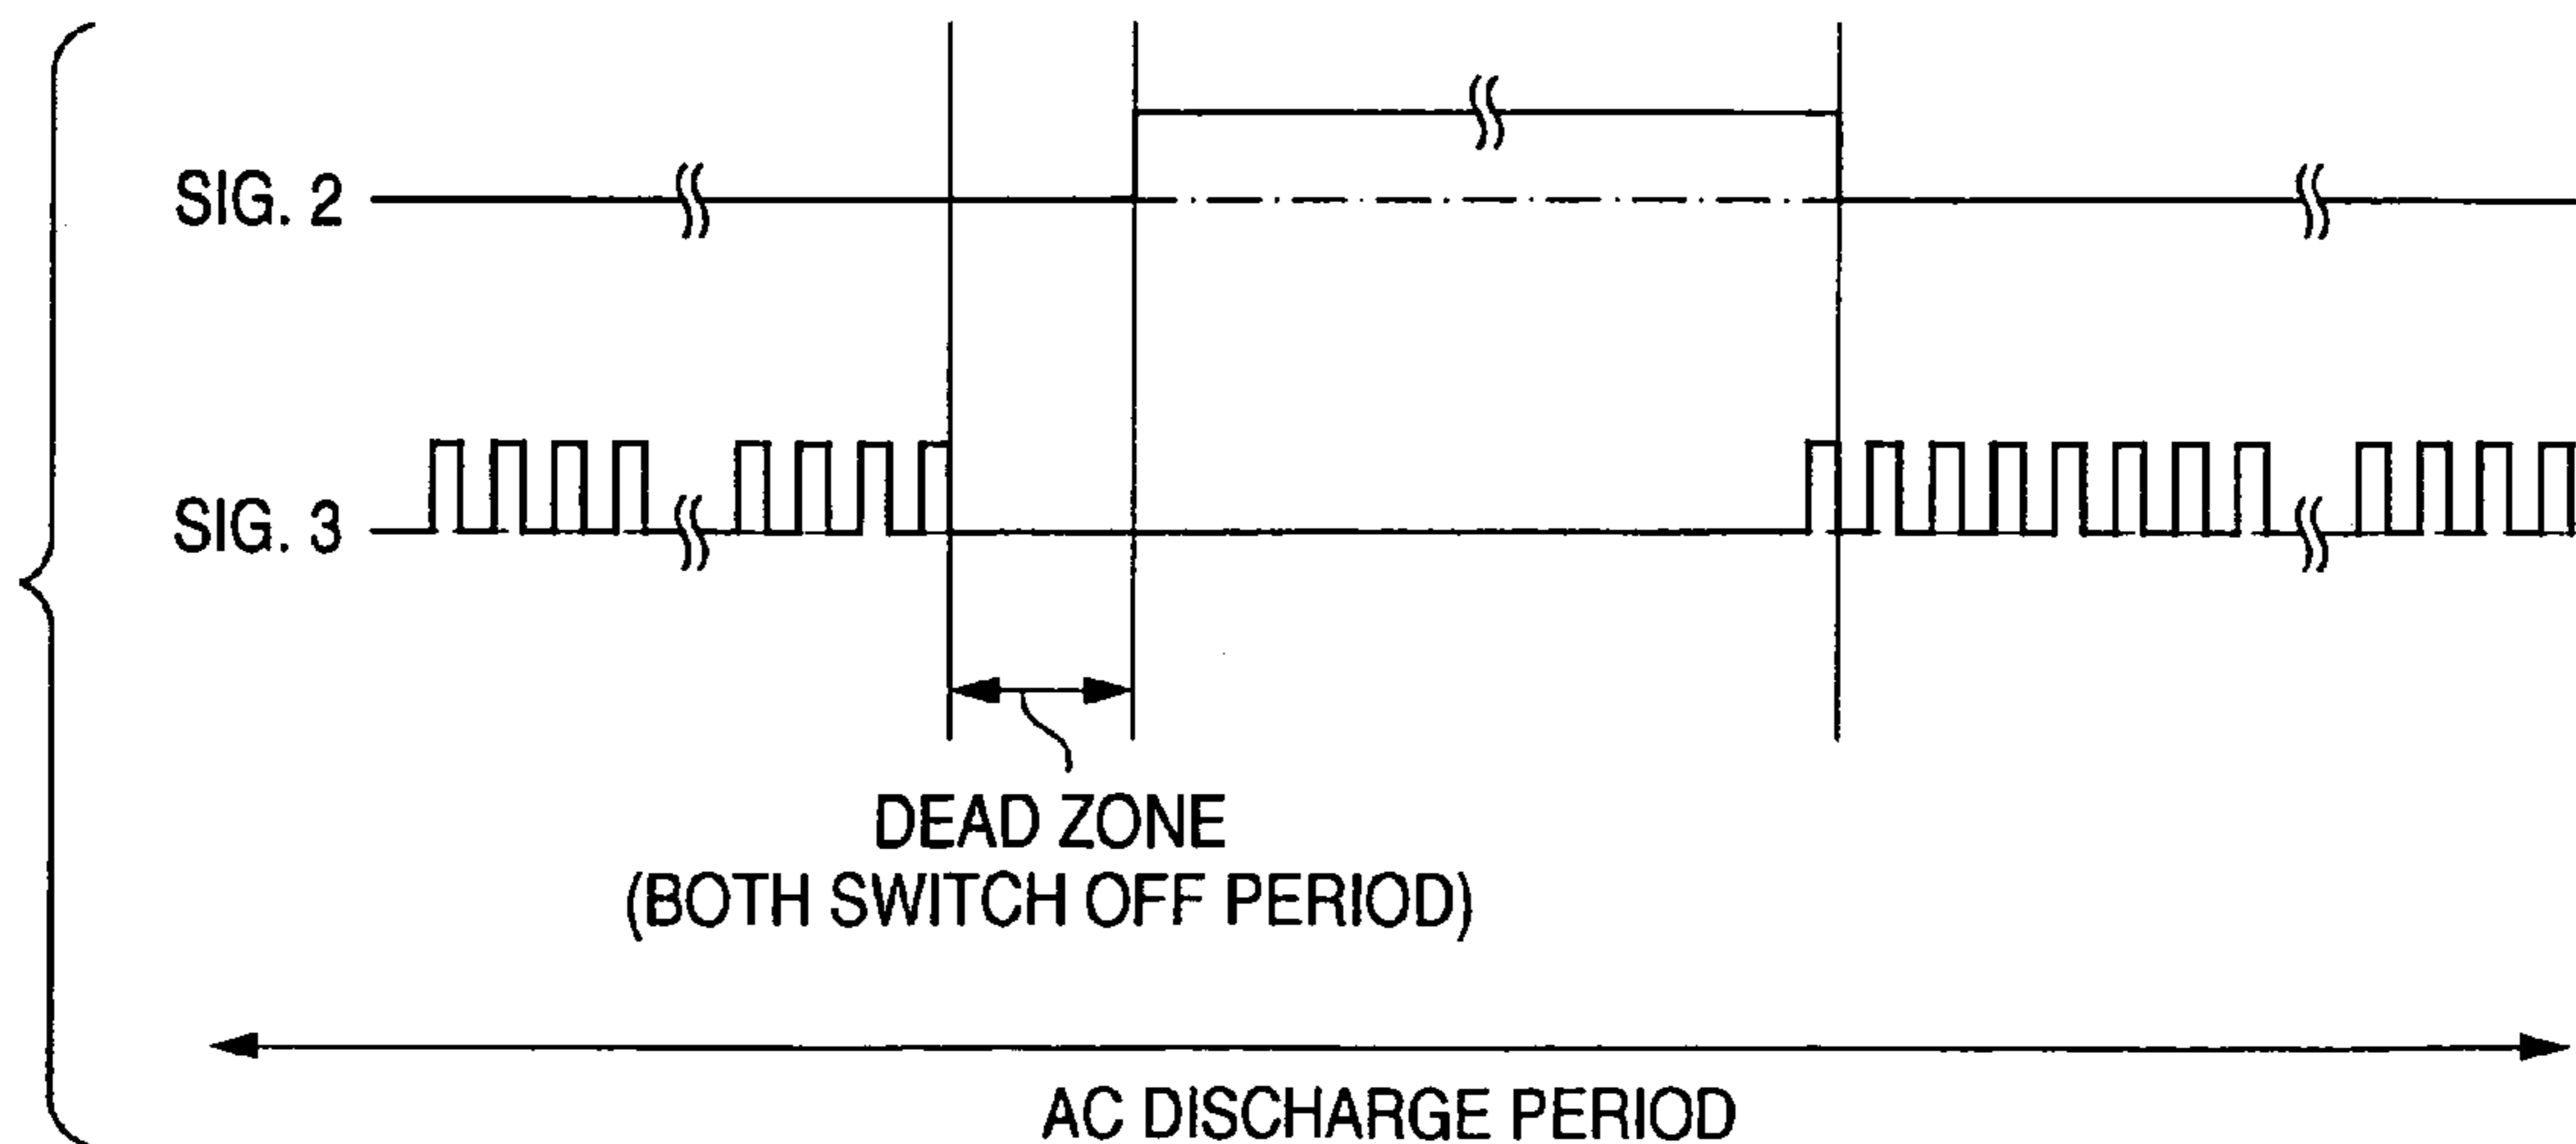 SIG. 2
SIG. 3
DEAD ZONE
(BOTH SWITCH OFF PERIOD)
AC DISCHARGE PERIOD